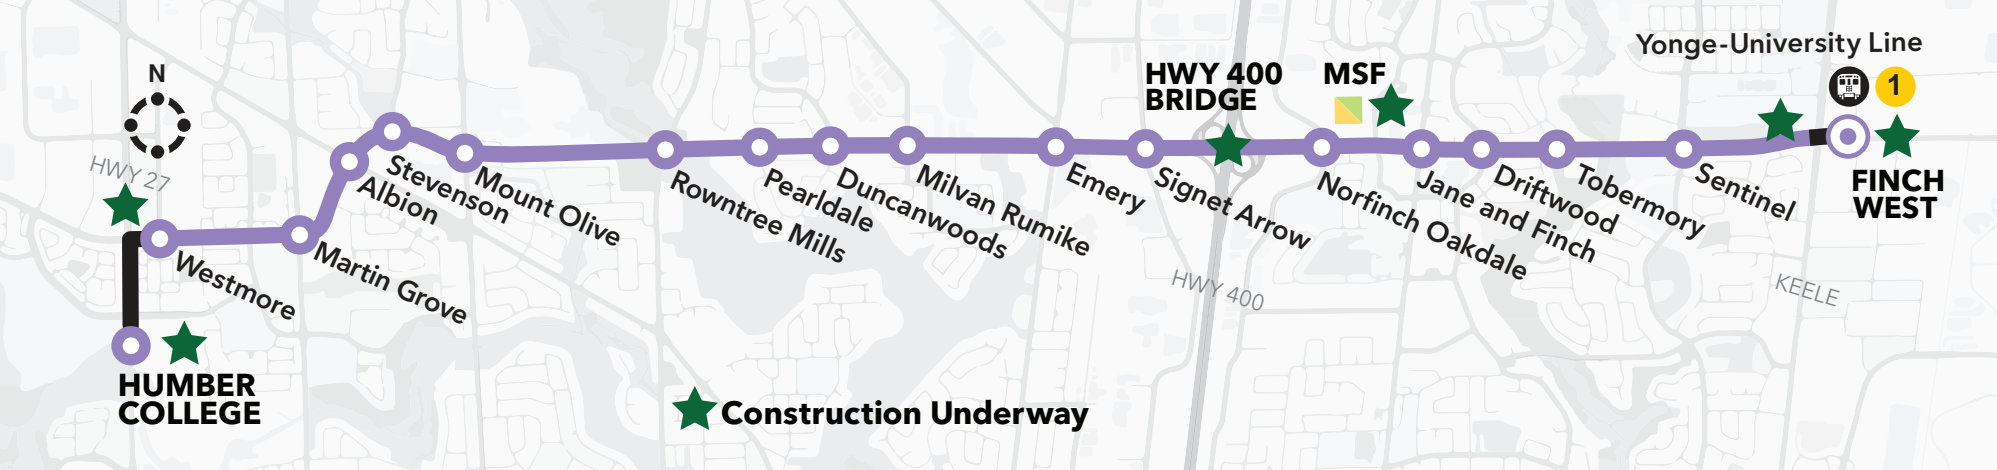 Yonge-University Line
1
N
HWY 400
BRIDGE
MSF
HWY 27
Westmore
Martin Grove
Albion
Stevenson
Mount Olive
Rowntree Mills
Pearldale
Duncanwoods
Milvan Rumike
Emery
Signet Arrow
HWY 400
Norfinch Oakdale
Jane and Finch
Driftwood
Tobermory
Sentinel
KEELE
FINCH
WEST
HUMBER
COLLEGE
Construction Underway